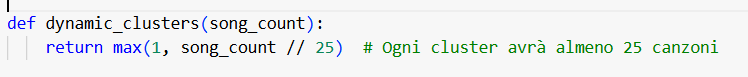 def dynamic_clusters(song_count):
    return max(1, song_count // 25)  # Ogni cluster avrà almeno 25 canzoni